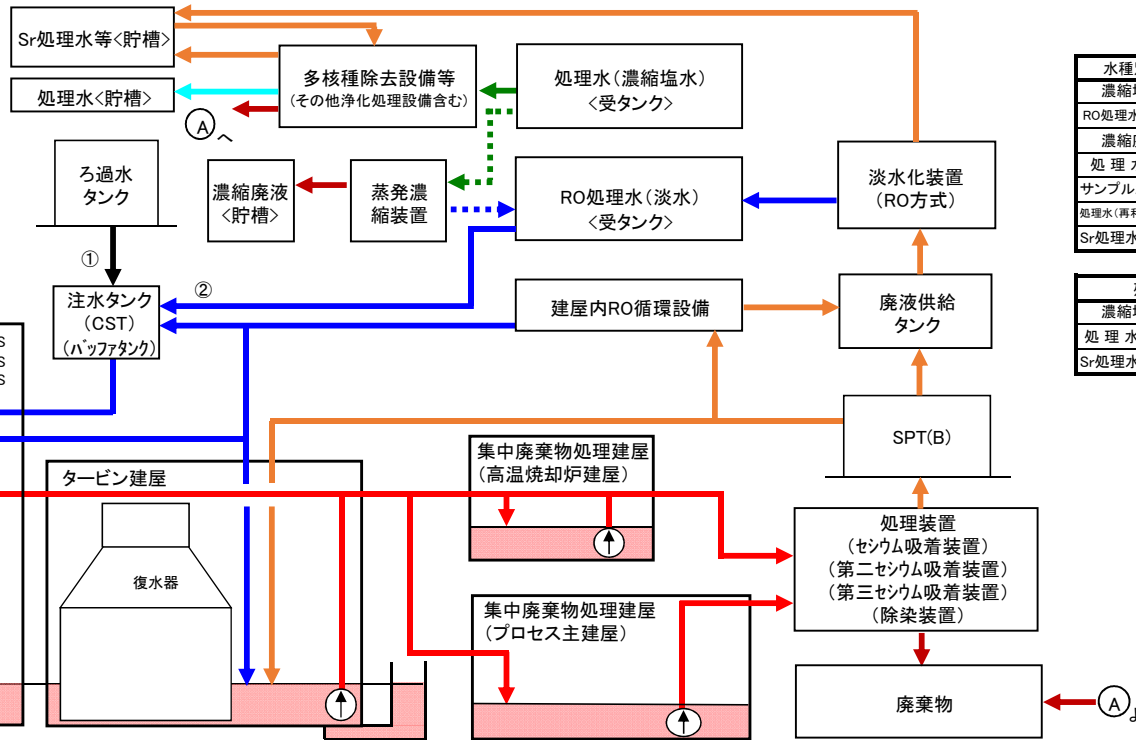 Sr処理水等<貯槽>
処理水<貯槽>
多核種除去設備等
(その他浄化処理設備含む)
Aへ
処理水(濃縮塩水)
<受タンク>
ろ過水
タンク
濃縮廃液
<貯槽>
蒸発濃
縮装置
RO処理水(淡水)
<受タンク>
淡水化装置
(RO方式)
①
②
注水タンク
(CST)
(バッファタンク)
建屋内RO循環設備
廃液供給
タンク
SPT(B)
S
S
S
タービン建屋
復水器
集中廃棄物処理建屋
(高温焼却炉建屋)
集中廃棄物処理建屋
(プロセス主建屋)
処理装置
(セシウム吸着装置)
(第二セシウム吸着装置)
(第三セシウム吸着装置)
(除染装置)
廃棄物
A
水種
濃縮
RO処理水
濃縮
処理水
サンプル
処理水(再
Sr処理水
濃縮
処理水
Sr処理水